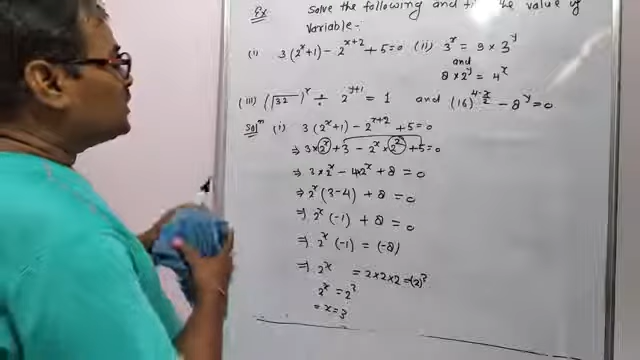 Ex Solve the following and fi the value of
Variable:-
(i) 3(2^x+1) - 2^{x+2} + 5 = 0 (ii) 3^x = 9 × 3^y
and
8 × 2^y = 4^x
(iii) (√32)^x ÷ 2^{y+1} = 1 and (16)^{4-x/2} - 8^y = 0
Sol^n (i) 3(2^x+1) - 2^{x+2} + 5 = 0
⇒ 3×2^x + 3 - 2^x × 2^2 + 5 = 0
⇒ 3×2^x - 4×2^x + 8 = 0
⇒ 2^x (3-4) + 8 = 0
⇒ 2^x (-1) + 8 = 0
⇒ 2^x (-1) = (-8)
⇒ 2^x = 2×2×2 = (2)^3
2^x = 2^3
= x = 3